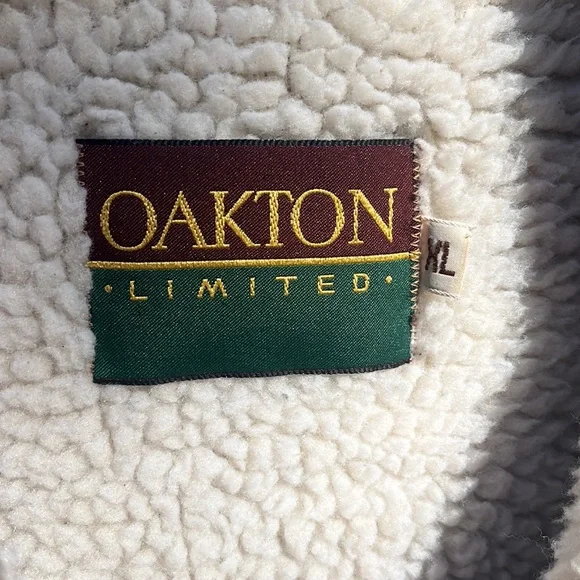 OAKTON
· LIMITED ·
XL